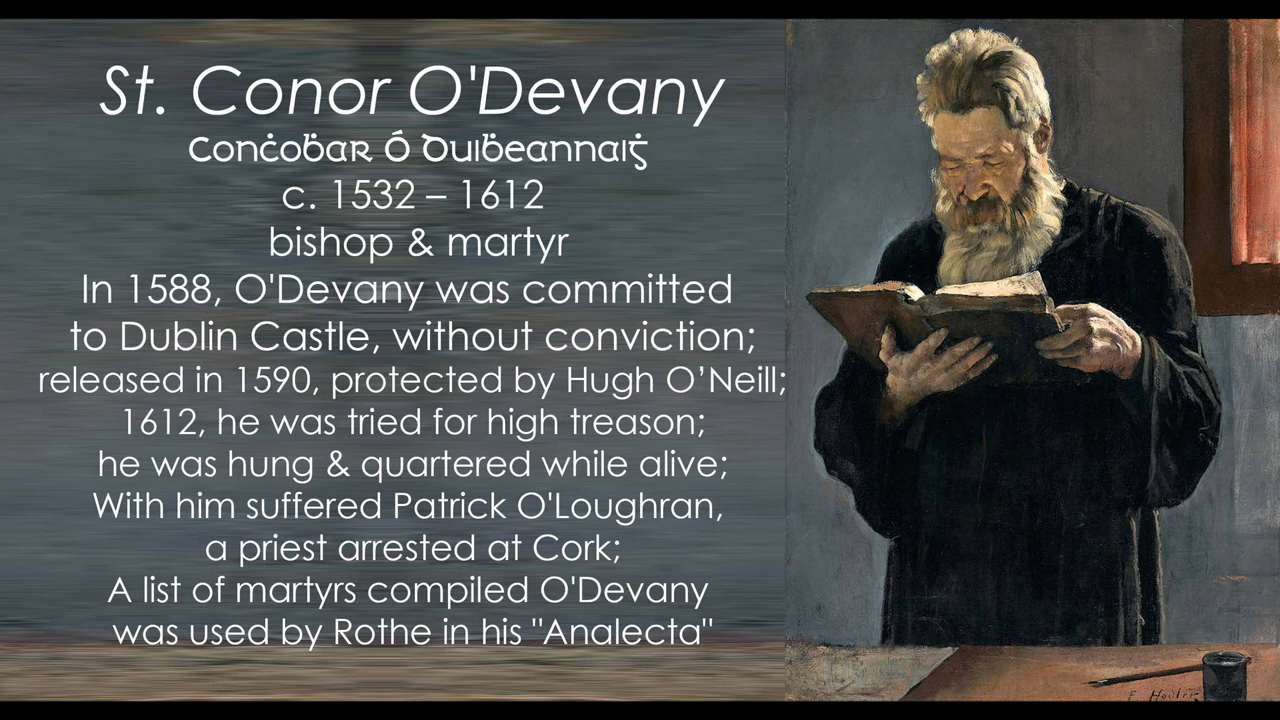 St. Conor O'Devany
ConċoḃaR Ó Duiḃeannaiġ
c. 1532 – 1612
bishop & martyr
In 1588, O'Devany was committed
to Dublin Castle, without conviction;
released in 1590, protected by Hugh O’Neill;
1612, he was tried for high treason;
he was hung & quartered while alive;
With him suffered Patrick O'Loughran,
a priest arrested at Cork;
A list of martyrs compiled O'Devany
was used by Rothe in his "Analecta"
F. Hodler